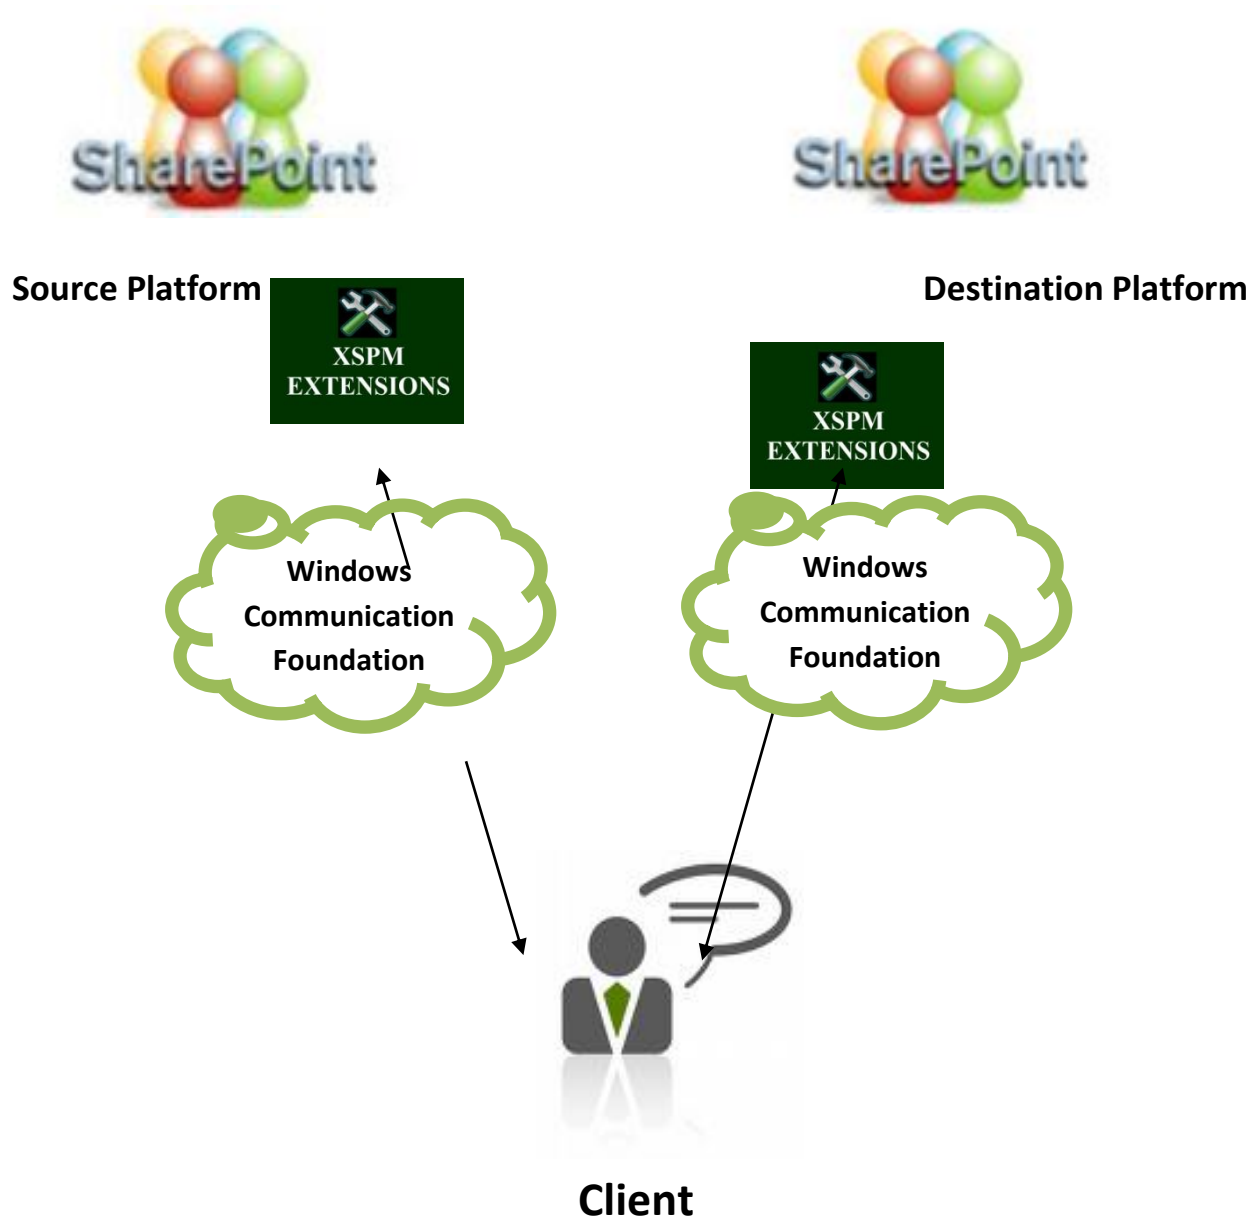 SharePoint
SharePoint
Source Platform
Destination Platform
XSPM
EXTENSIONS
XSPM
EXTENSIONS
Windows
Communication
Foundation
Windows
Communication
Foundation
Client